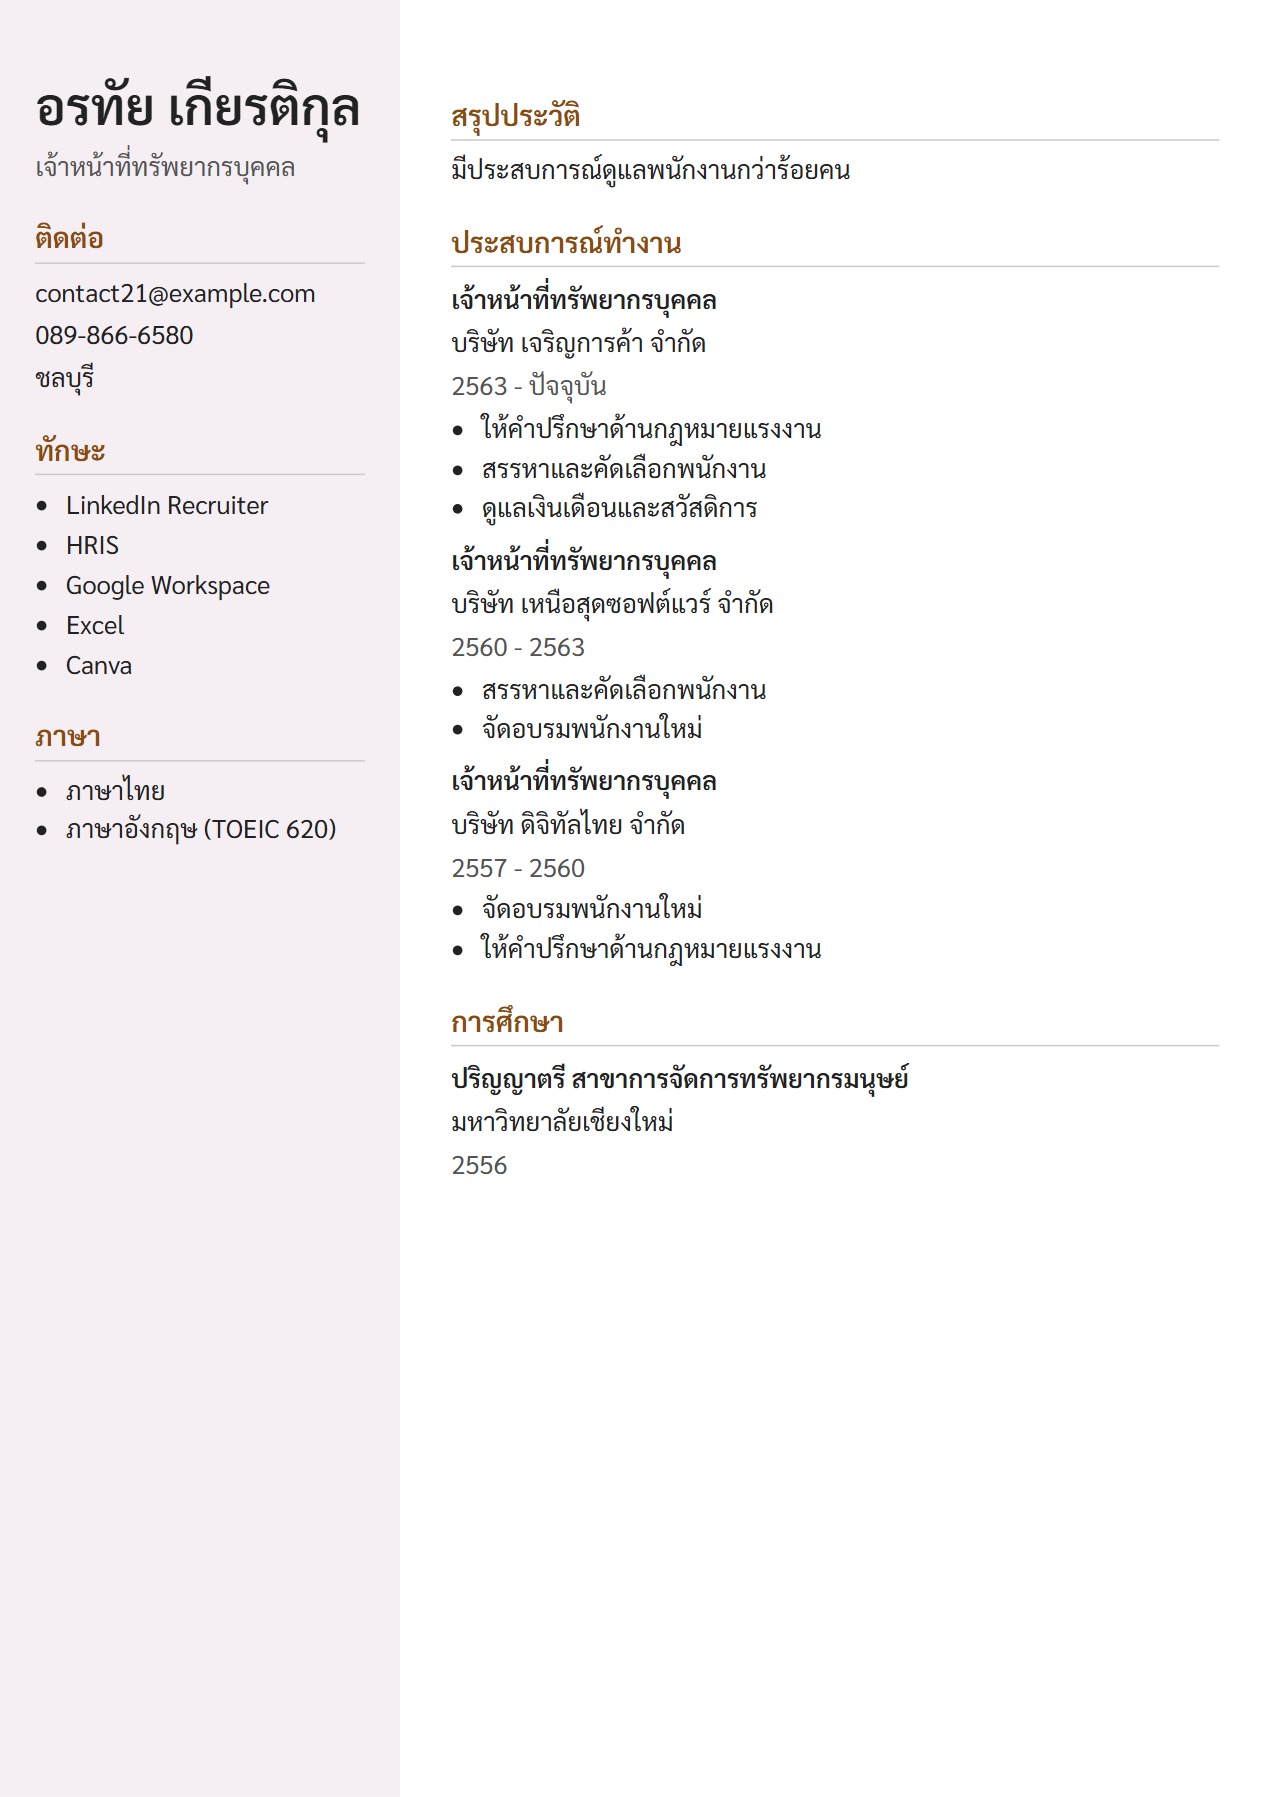 อรทัย เกียรติกุล
เจ้าหน้าที่ทรัพยากรบุคคล
ติดต่อ
contact21@example.com
089-866-6580
ชลบุรี
ทักษะ
● LinkedIn Recruiter
● HRIS
● Google Workspace
● Excel
● Canva
ภาษา
● ภาษาไทย
● ภาษาอังกฤษ (TOEIC 620)
สรุปประวัติ
มีประสบการณ์ดูแลพนักงานกว่าร้อยคน
ประสบการณ์ทำงาน
เจ้าหน้าที่ทรัพยากรบุคคล
บริษัท เจริญการค้า จำกัด
2563 - ปัจจุบัน
● ให้คำปรึกษาด้านกฎหมายแรงงาน
● สรรหาและคัดเลือกพนักงาน
● ดูแลเงินเดือนและสวัสดิการ
เจ้าหน้าที่ทรัพยากรบุคคล
บริษัท เหนือสุดซอฟต์แวร์ จำกัด
2560 - 2563
● สรรหาและคัดเลือกพนักงาน
● จัดอบรมพนักงานใหม่
เจ้าหน้าที่ทรัพยากรบุคคล
บริษัท ดิจิทัลไทย จำกัด
2557 - 2560
● จัดอบรมพนักงานใหม่
● ให้คำปรึกษาด้านกฎหมายแรงงาน
การศึกษา
ปริญญาตรี สาขาการจัดการทรัพยากรมนุษย์
มหาวิทยาลัยเชียงใหม่
2556